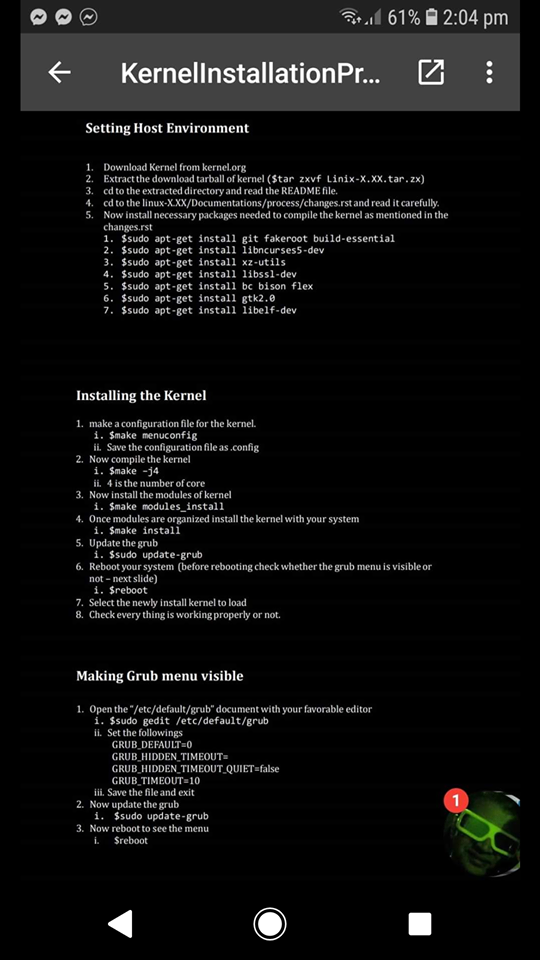 61% 2:04 pm
KernelInstallationPr...
Setting Host Environment
1. Download Kernel from kernel.org
2. Extract the download tarball of kernel ($tar zxvf Linix-X.XX.tar.zx)
3. cd to the extracted directory and read the README file.
4. cd to the linux-X.XX/Documentations/process/changes.rst and read it carefully.
5. Now install necessary packages needed to compile the kernel as mentioned in the
changes.rst
1. $sudo apt-get install git fakeroot build-essential
2. $sudo apt-get install libncurses5-dev
3. $sudo apt-get install xz-utils
4. $sudo apt-get install libssl-dev
5. $sudo apt-get install bc bison flex
6. $sudo apt-get install gtk2.0
7. $sudo apt-get install libelf-dev
Installing the Kernel
1. make a configuration file for the kernel.
i. $make menuconfig
ii. Save the configuration file as .config
2. Now compile the kernel
i. $make –j4
ii. 4 is the number of core
3. Now install the modules of kernel
i. $make modules_install
4. Once modules are organized install the kernel with your system
i. $make install
5. Update the grub
i. $sudo update-grub
6. Reboot your system (before rebooting check whether the grub menu is visible or
not – next slide)
i. $reboot
7. Select the newly install kernel to load
8. Check every thing is working properly or not.
Making Grub menu visible
1. Open the "/etc/default/grub" document with your favorable editor
i. $sudo gedit /etc/default/grub
ii. Set the followings
GRUB_DEFAULT=0
GRUB_HIDDEN_TIMEOUT=
GRUB_HIDDEN_TIMEOUT_QUIET=false
GRUB_TIMEOUT=10
iii. Save the file and exit
2. Now update the grub
i. $sudo update-grub
3. Now reboot to see the menu
i. $reboot
1